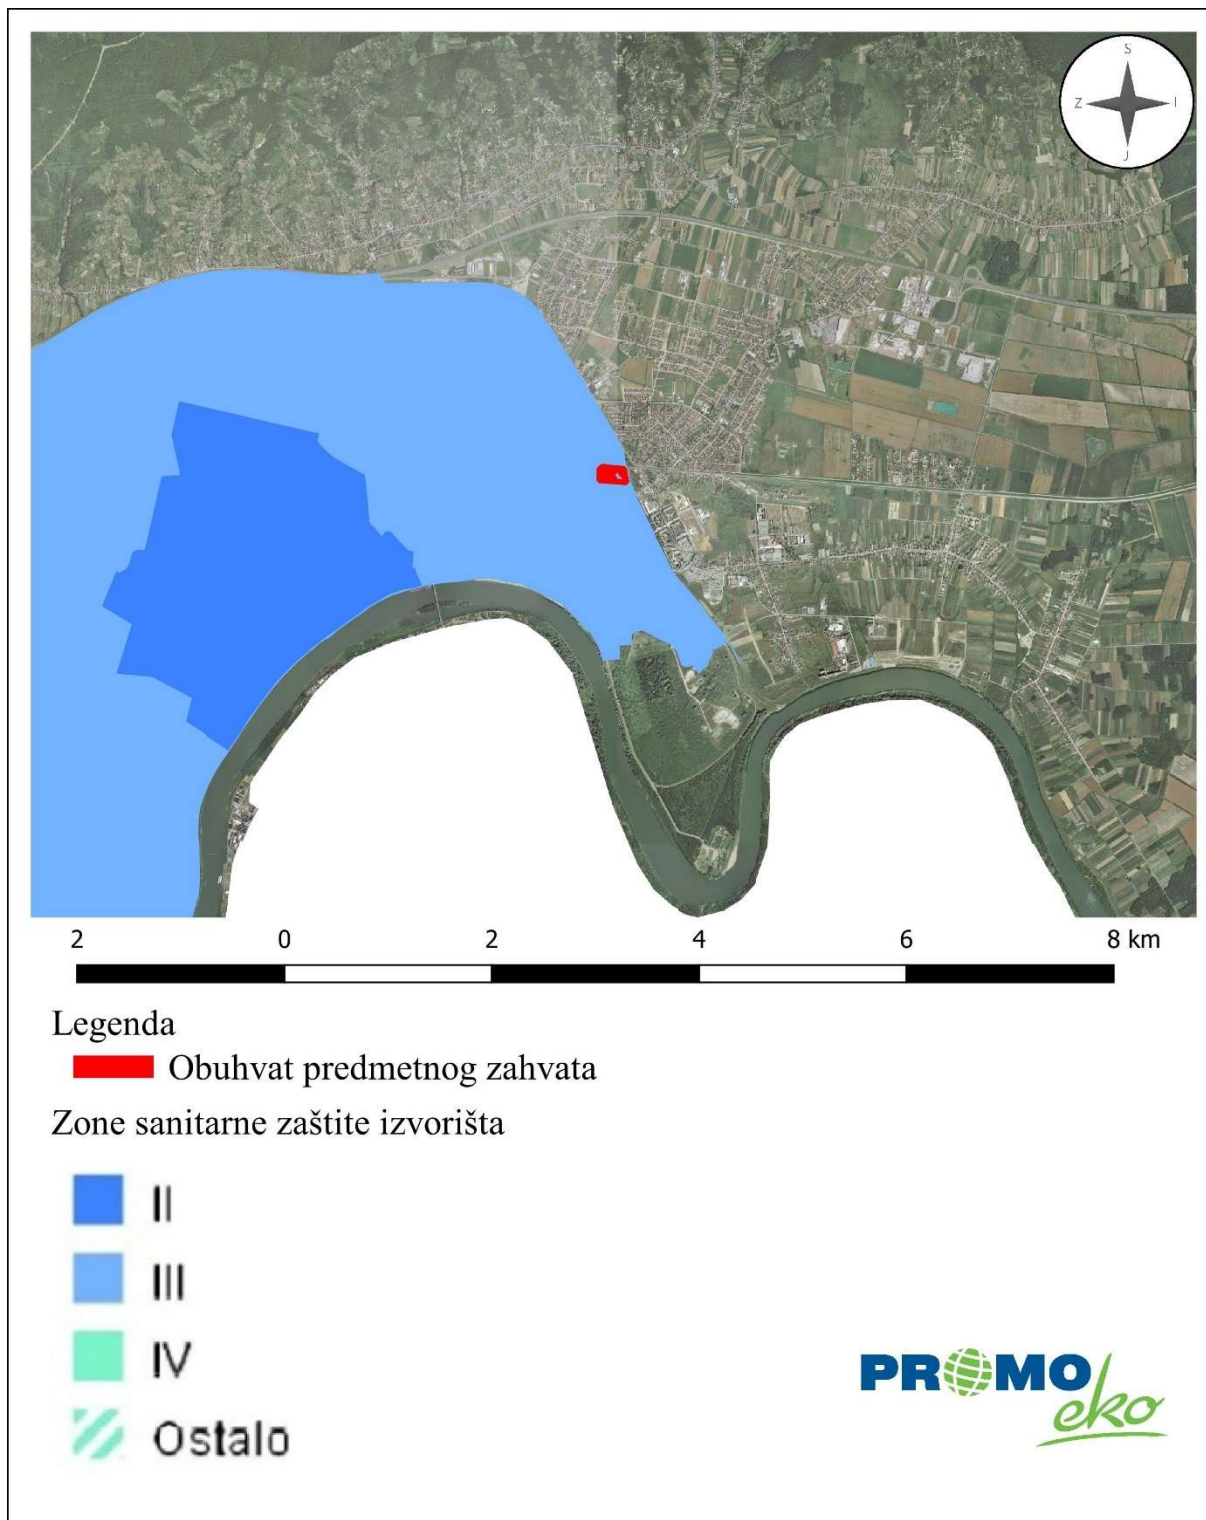 S
Z I
J
2 0 2 4 6 8 km
Legenda
Obuhvat predmetnog zahvata
Zone sanitarne zaštite izvorišta
II
III
IV
Ostalo
PROMO
eko